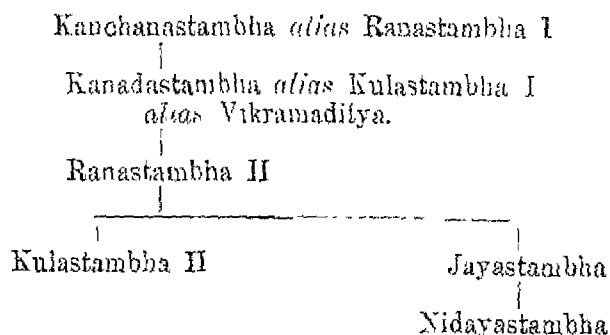 Kanchanastambha alias Ranastambha I
Kanadastambha alias Kulastambha I
alias Vikramaditya.
Ranastambha II
Kulastambha II Jayastambha
Nidayastambha